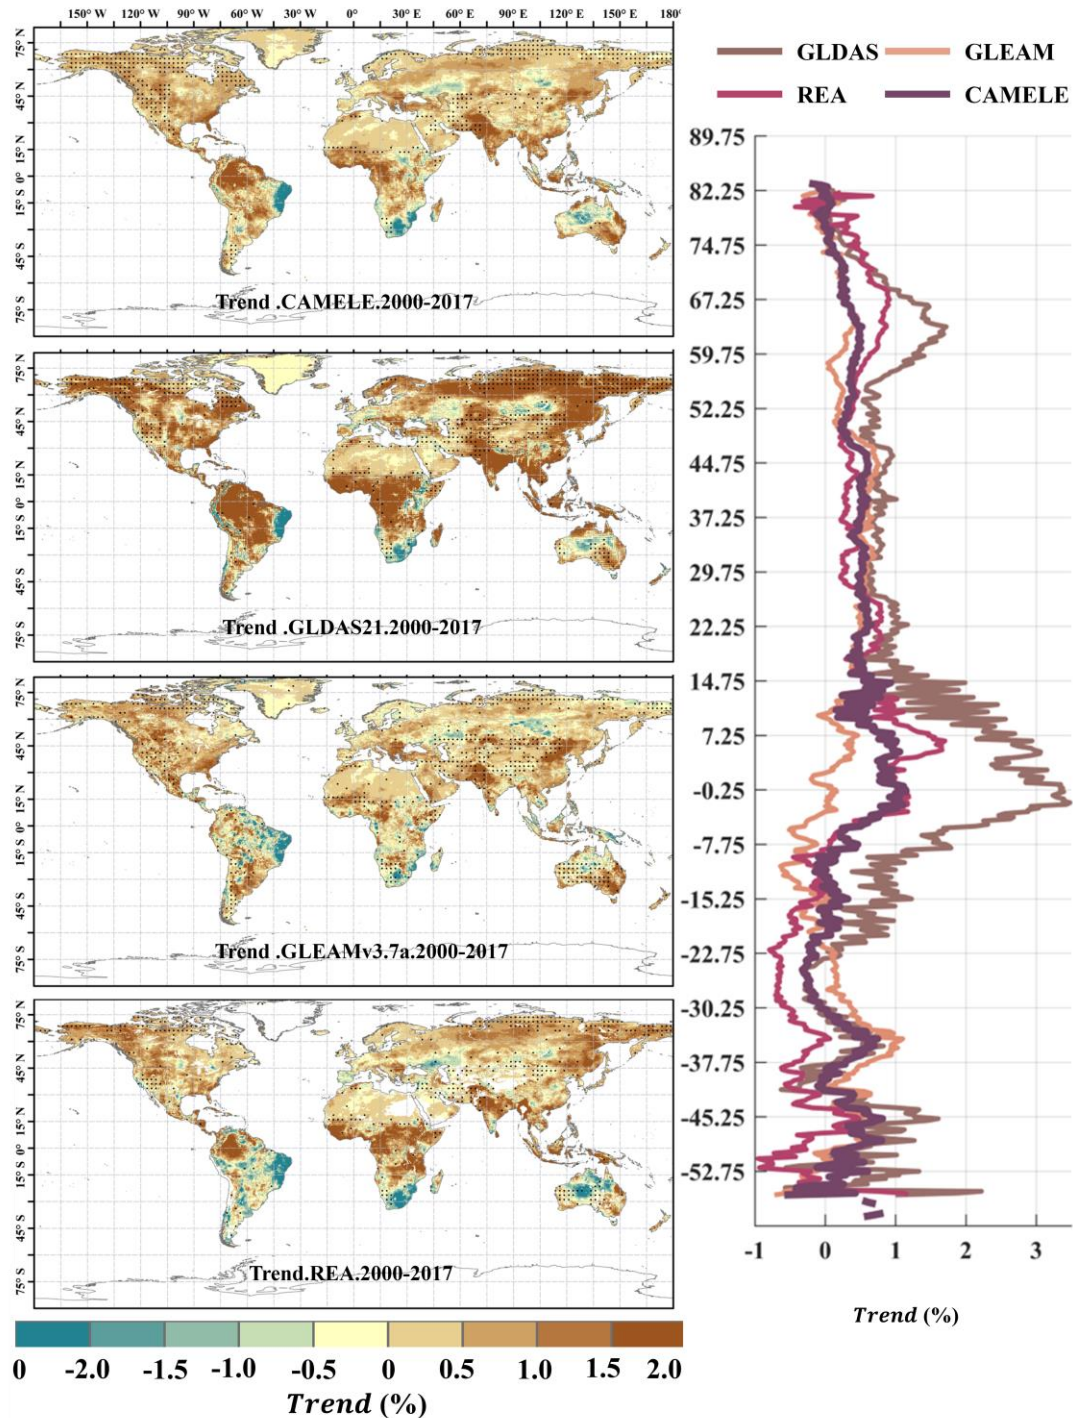 150° W 120° W 90° W 60° W 30° W 0° 30° E 60° E 90° E 120° E 150° E 180°
75° N
45° N
15° N
0°
15° S
45° S
75° S
Trend .CAMELE.2000-2017
75° N
45° N
15° N
0°
15° S
45° S
75° S
Trend .GLDAS21.2000-2017
75° N
45° N
15° N
0°
15° S
45° S
75° S
Trend .GLEAMv3.7a.2000-2017
75° N
45° N
15° N
0°
15° S
45° S
75° S
Trend.REA.2000-2017
0 -2.0 -1.5 -1.0 -0.5 0 0.5 1.0 1.5 2.0
Trend (%)
GLDAS GLEAM
REA CAMELE
89.75
82.25
74.75
67.25
59.75
52.25
44.75
37.25
29.75
22.25
14.75
7.25
-0.25
-7.75
-15.25
-22.75
-30.25
-37.75
-45.25
-52.75
-1 0 1 2 3
Trend (%)